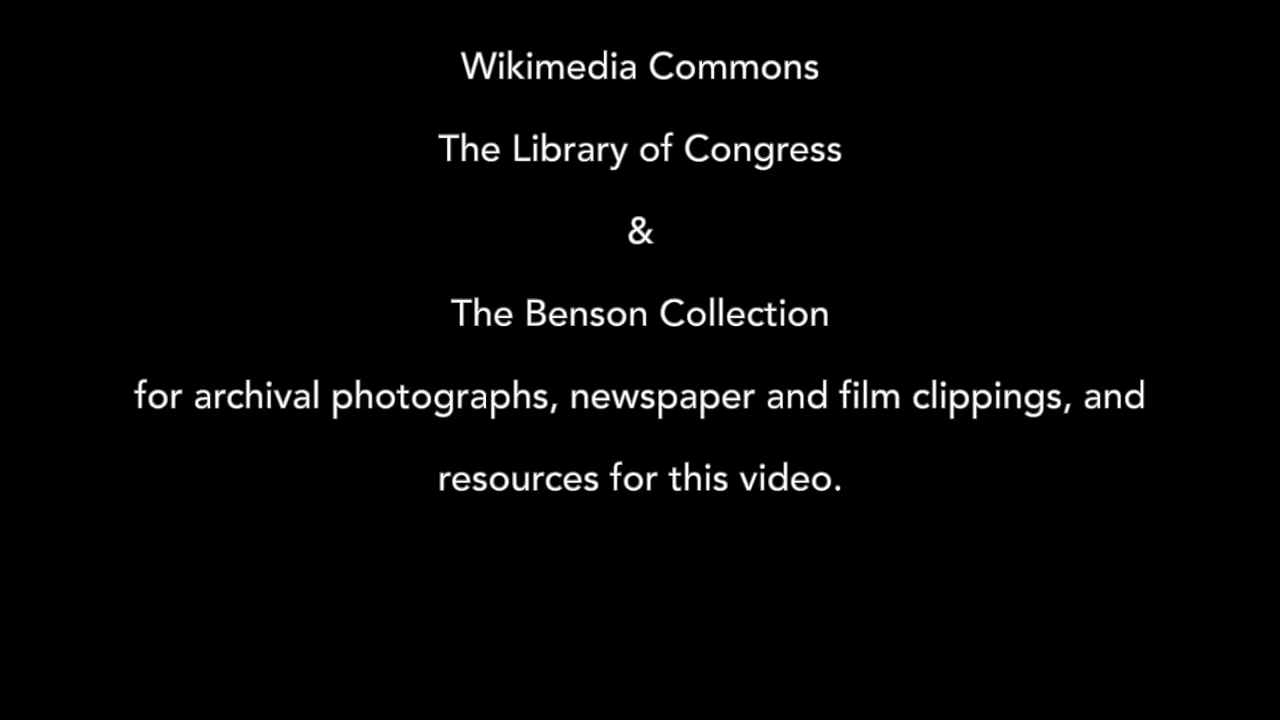 Wikimedia Commons
The Library of Congress
&
The Benson Collection
for archival photographs, newspaper and film clippings, and
resources for this video.